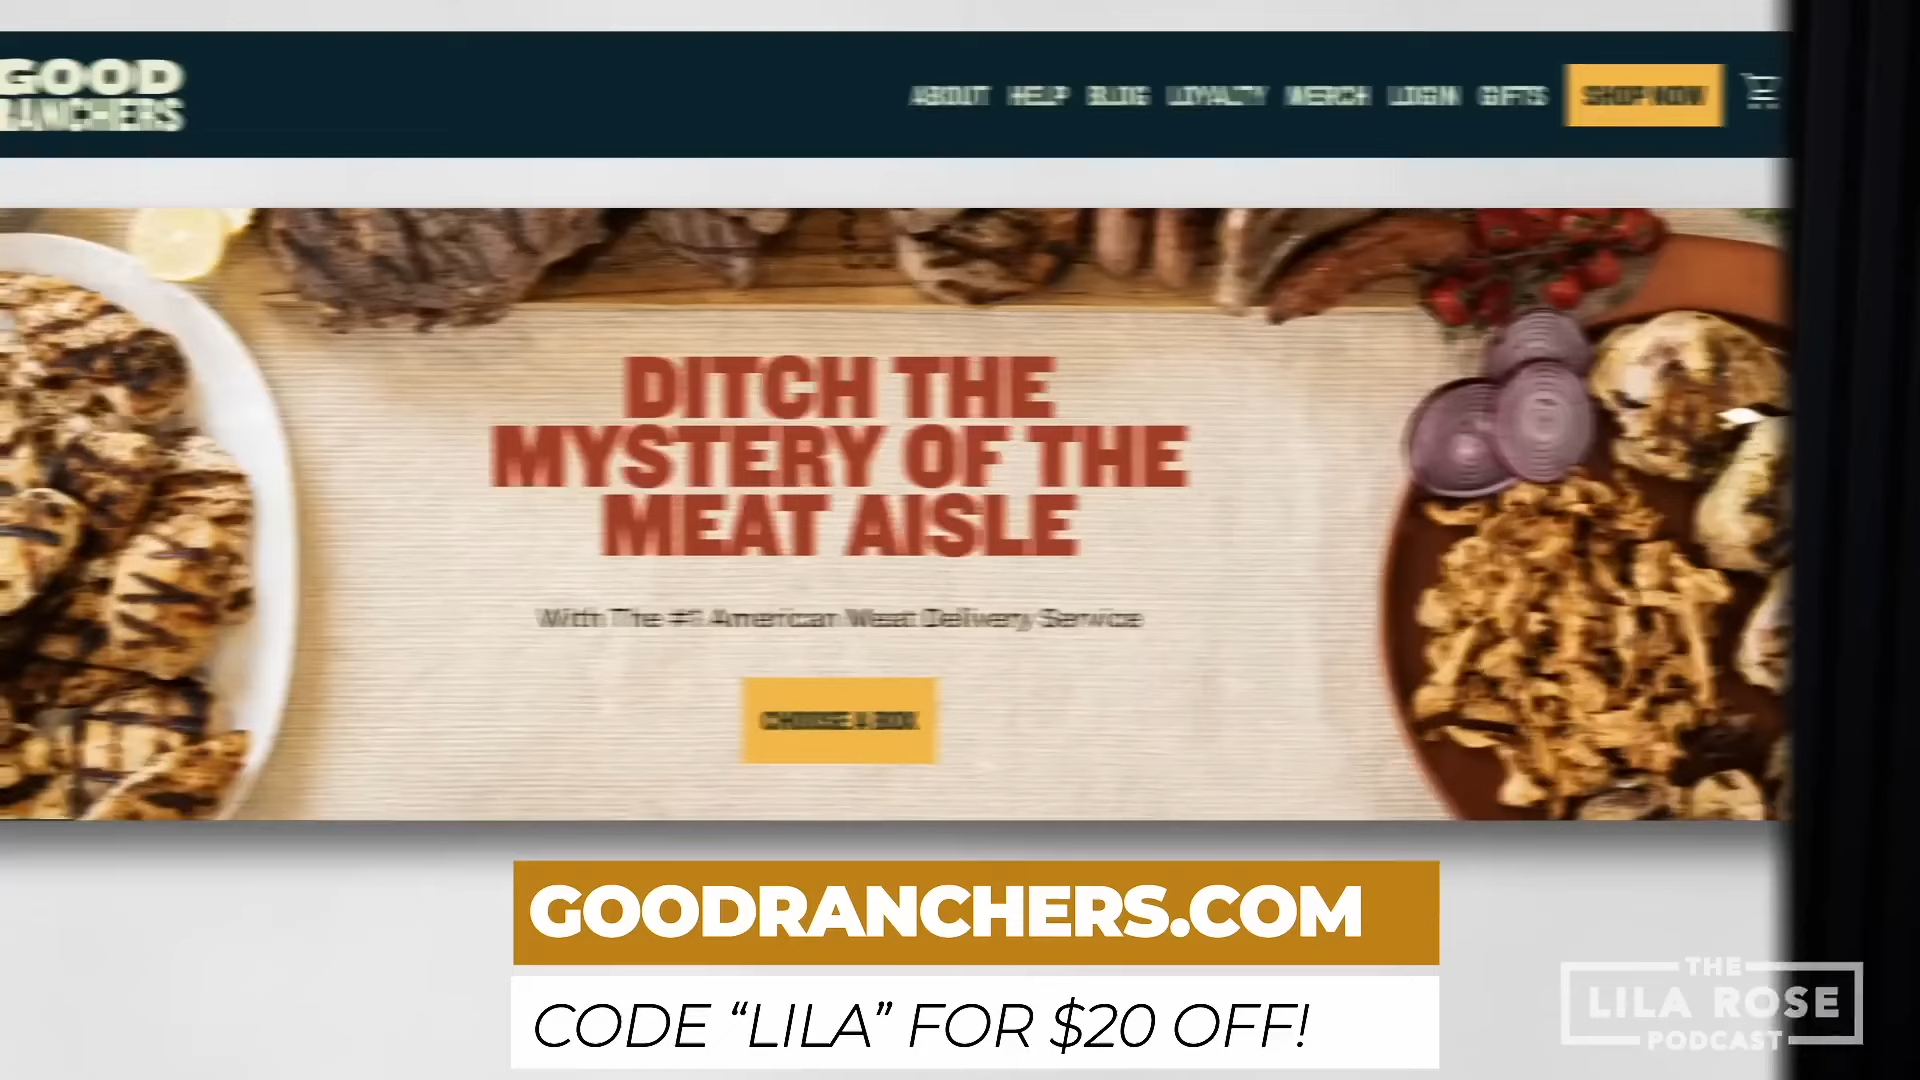 GOOD
RANCHERS
ABOUT HELP BLOG LOYALTY MERCH LOGIN GIFTS SHOP NOW
DITCH THE
MYSTERY OF THE
MEAT AISLE
With The #1 American Meat Delivery Service
CHOOSE A BOX
GOODRANCHERS.COM
CODE “LILA” FOR $20 OFF!
THE
LILA ROSE
PODCAST